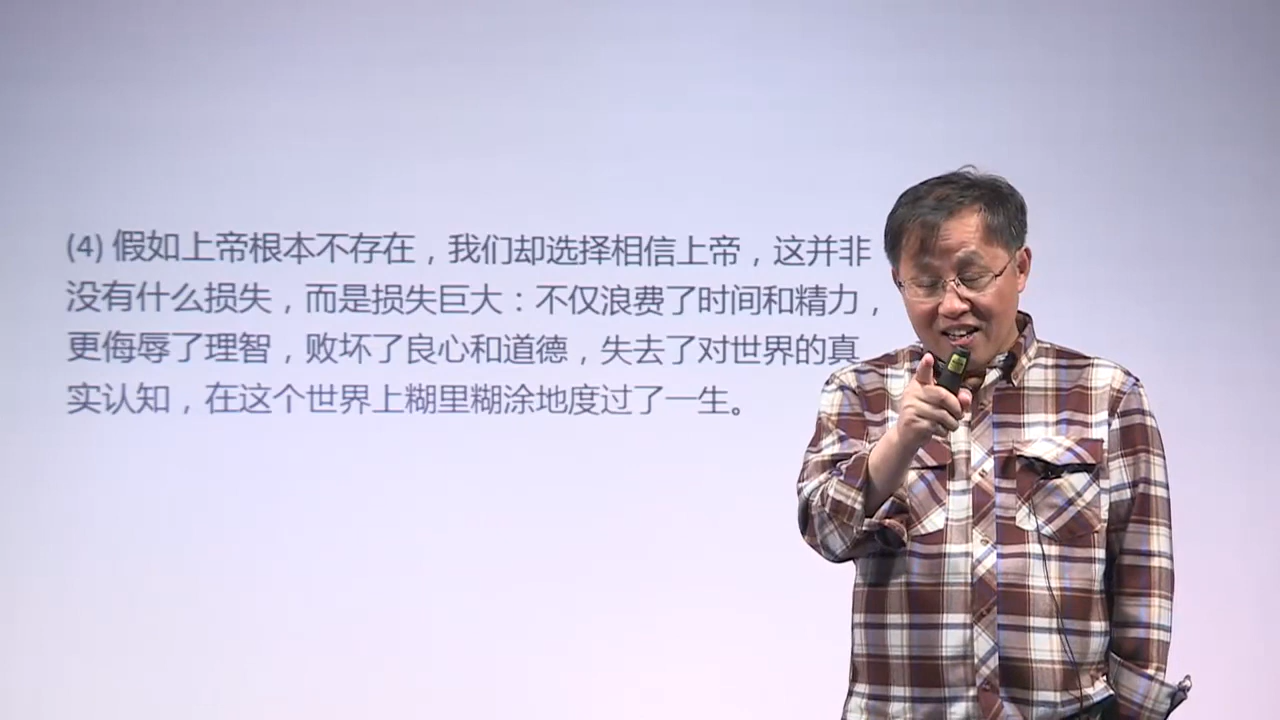 (4) 假如上帝根本不存在，我们却选择相信上帝，这并非
没有什么损失，而是损失巨大：不仅浪费了时间和精力，
更侮辱了理智，败坏了良心和道德，失去了对世界的真
实认知，在这个世界上糊里糊涂地度过了一生。